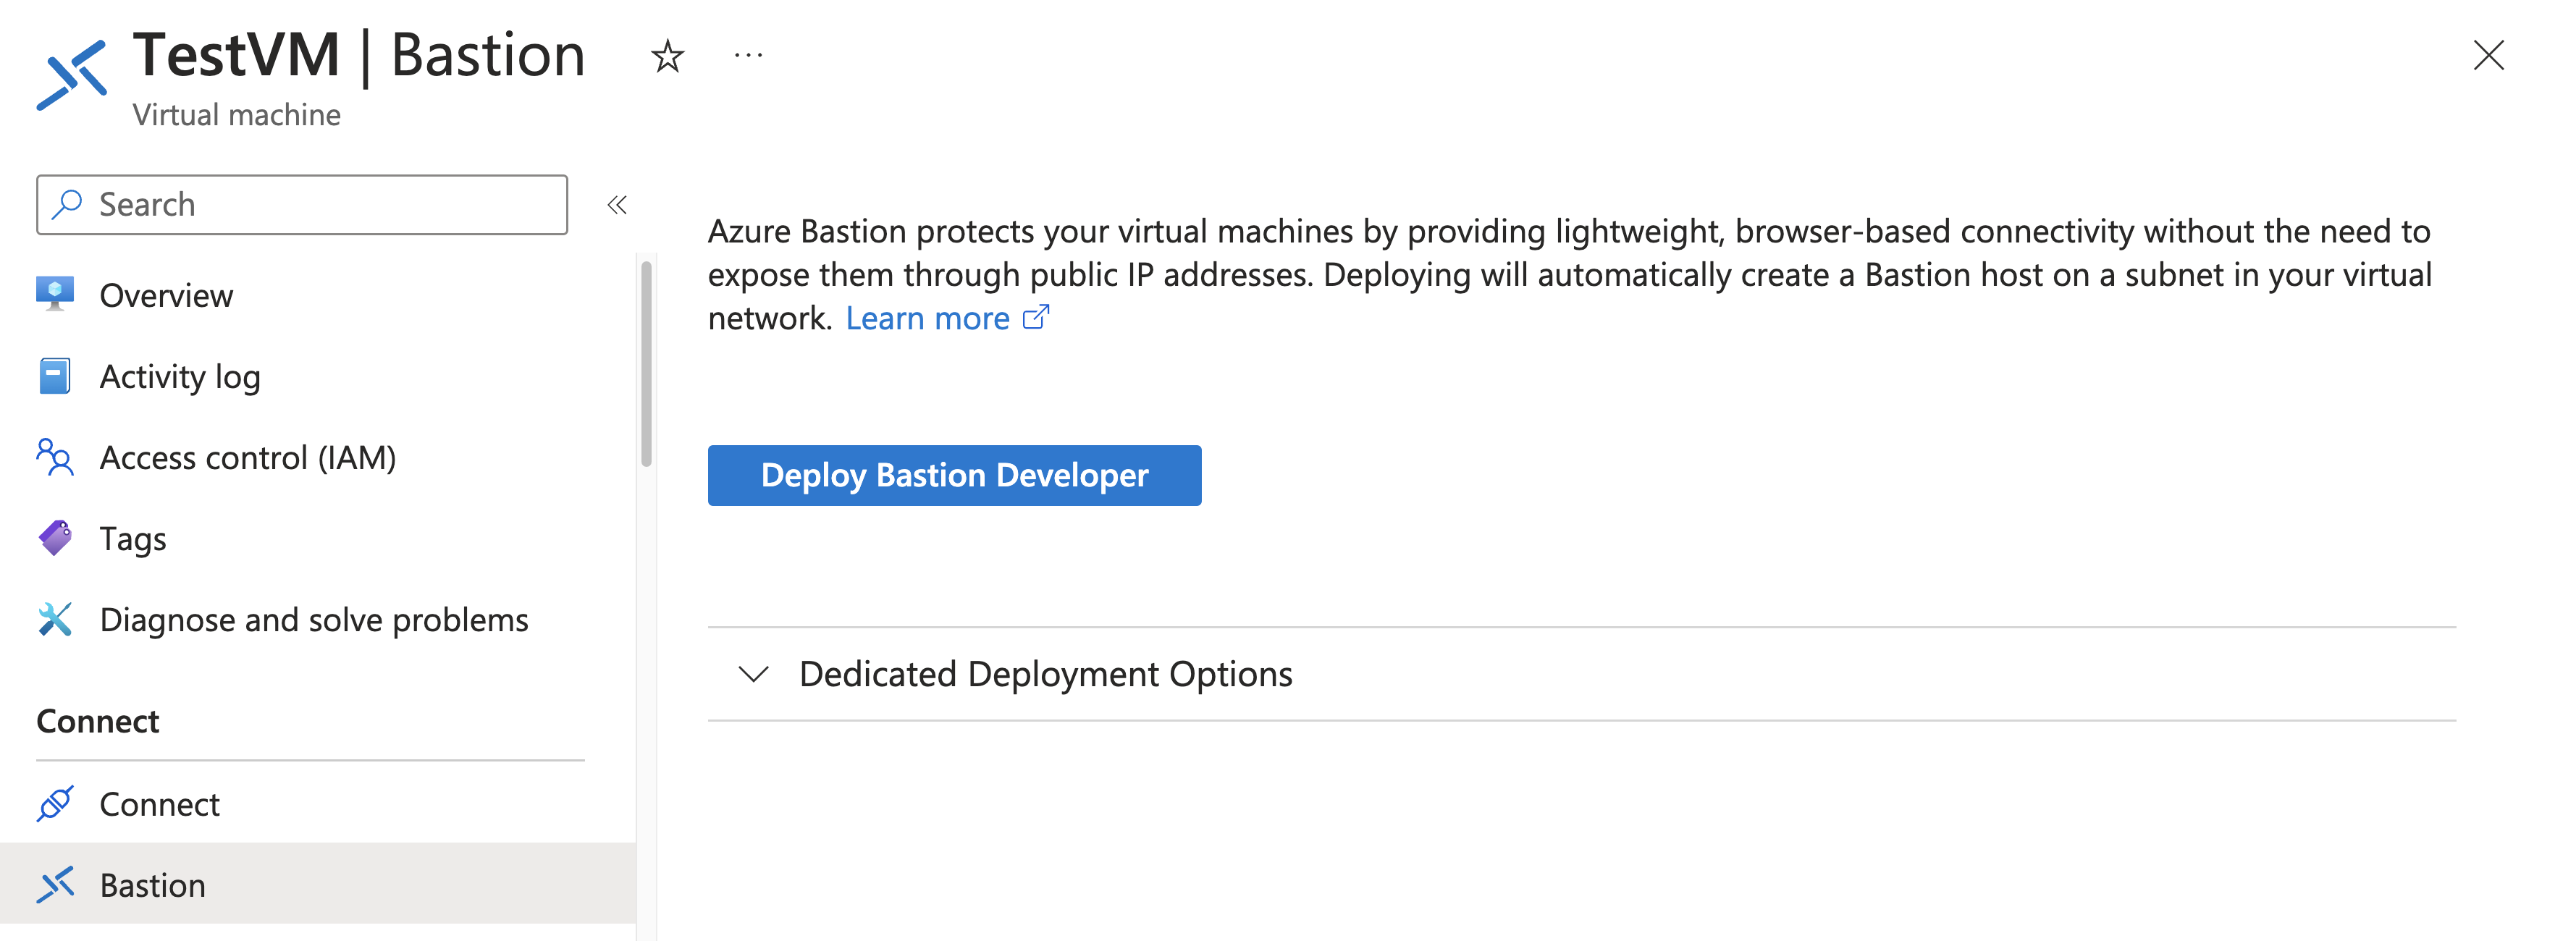 TestVM | Bastion
Virtual machine
Search
Overview
Activity log
Access control (IAM)
Tags
Diagnose and solve problems
Connect
Connect
Bastion
Azure Bastion protects your virtual machines by providing lightweight, browser-based connectivity without the need to
expose them through public IP addresses. Deploying will automatically create a Bastion host on a subnet in your virtual
network. Learn more
Deploy Bastion Developer
Dedicated Deployment Options